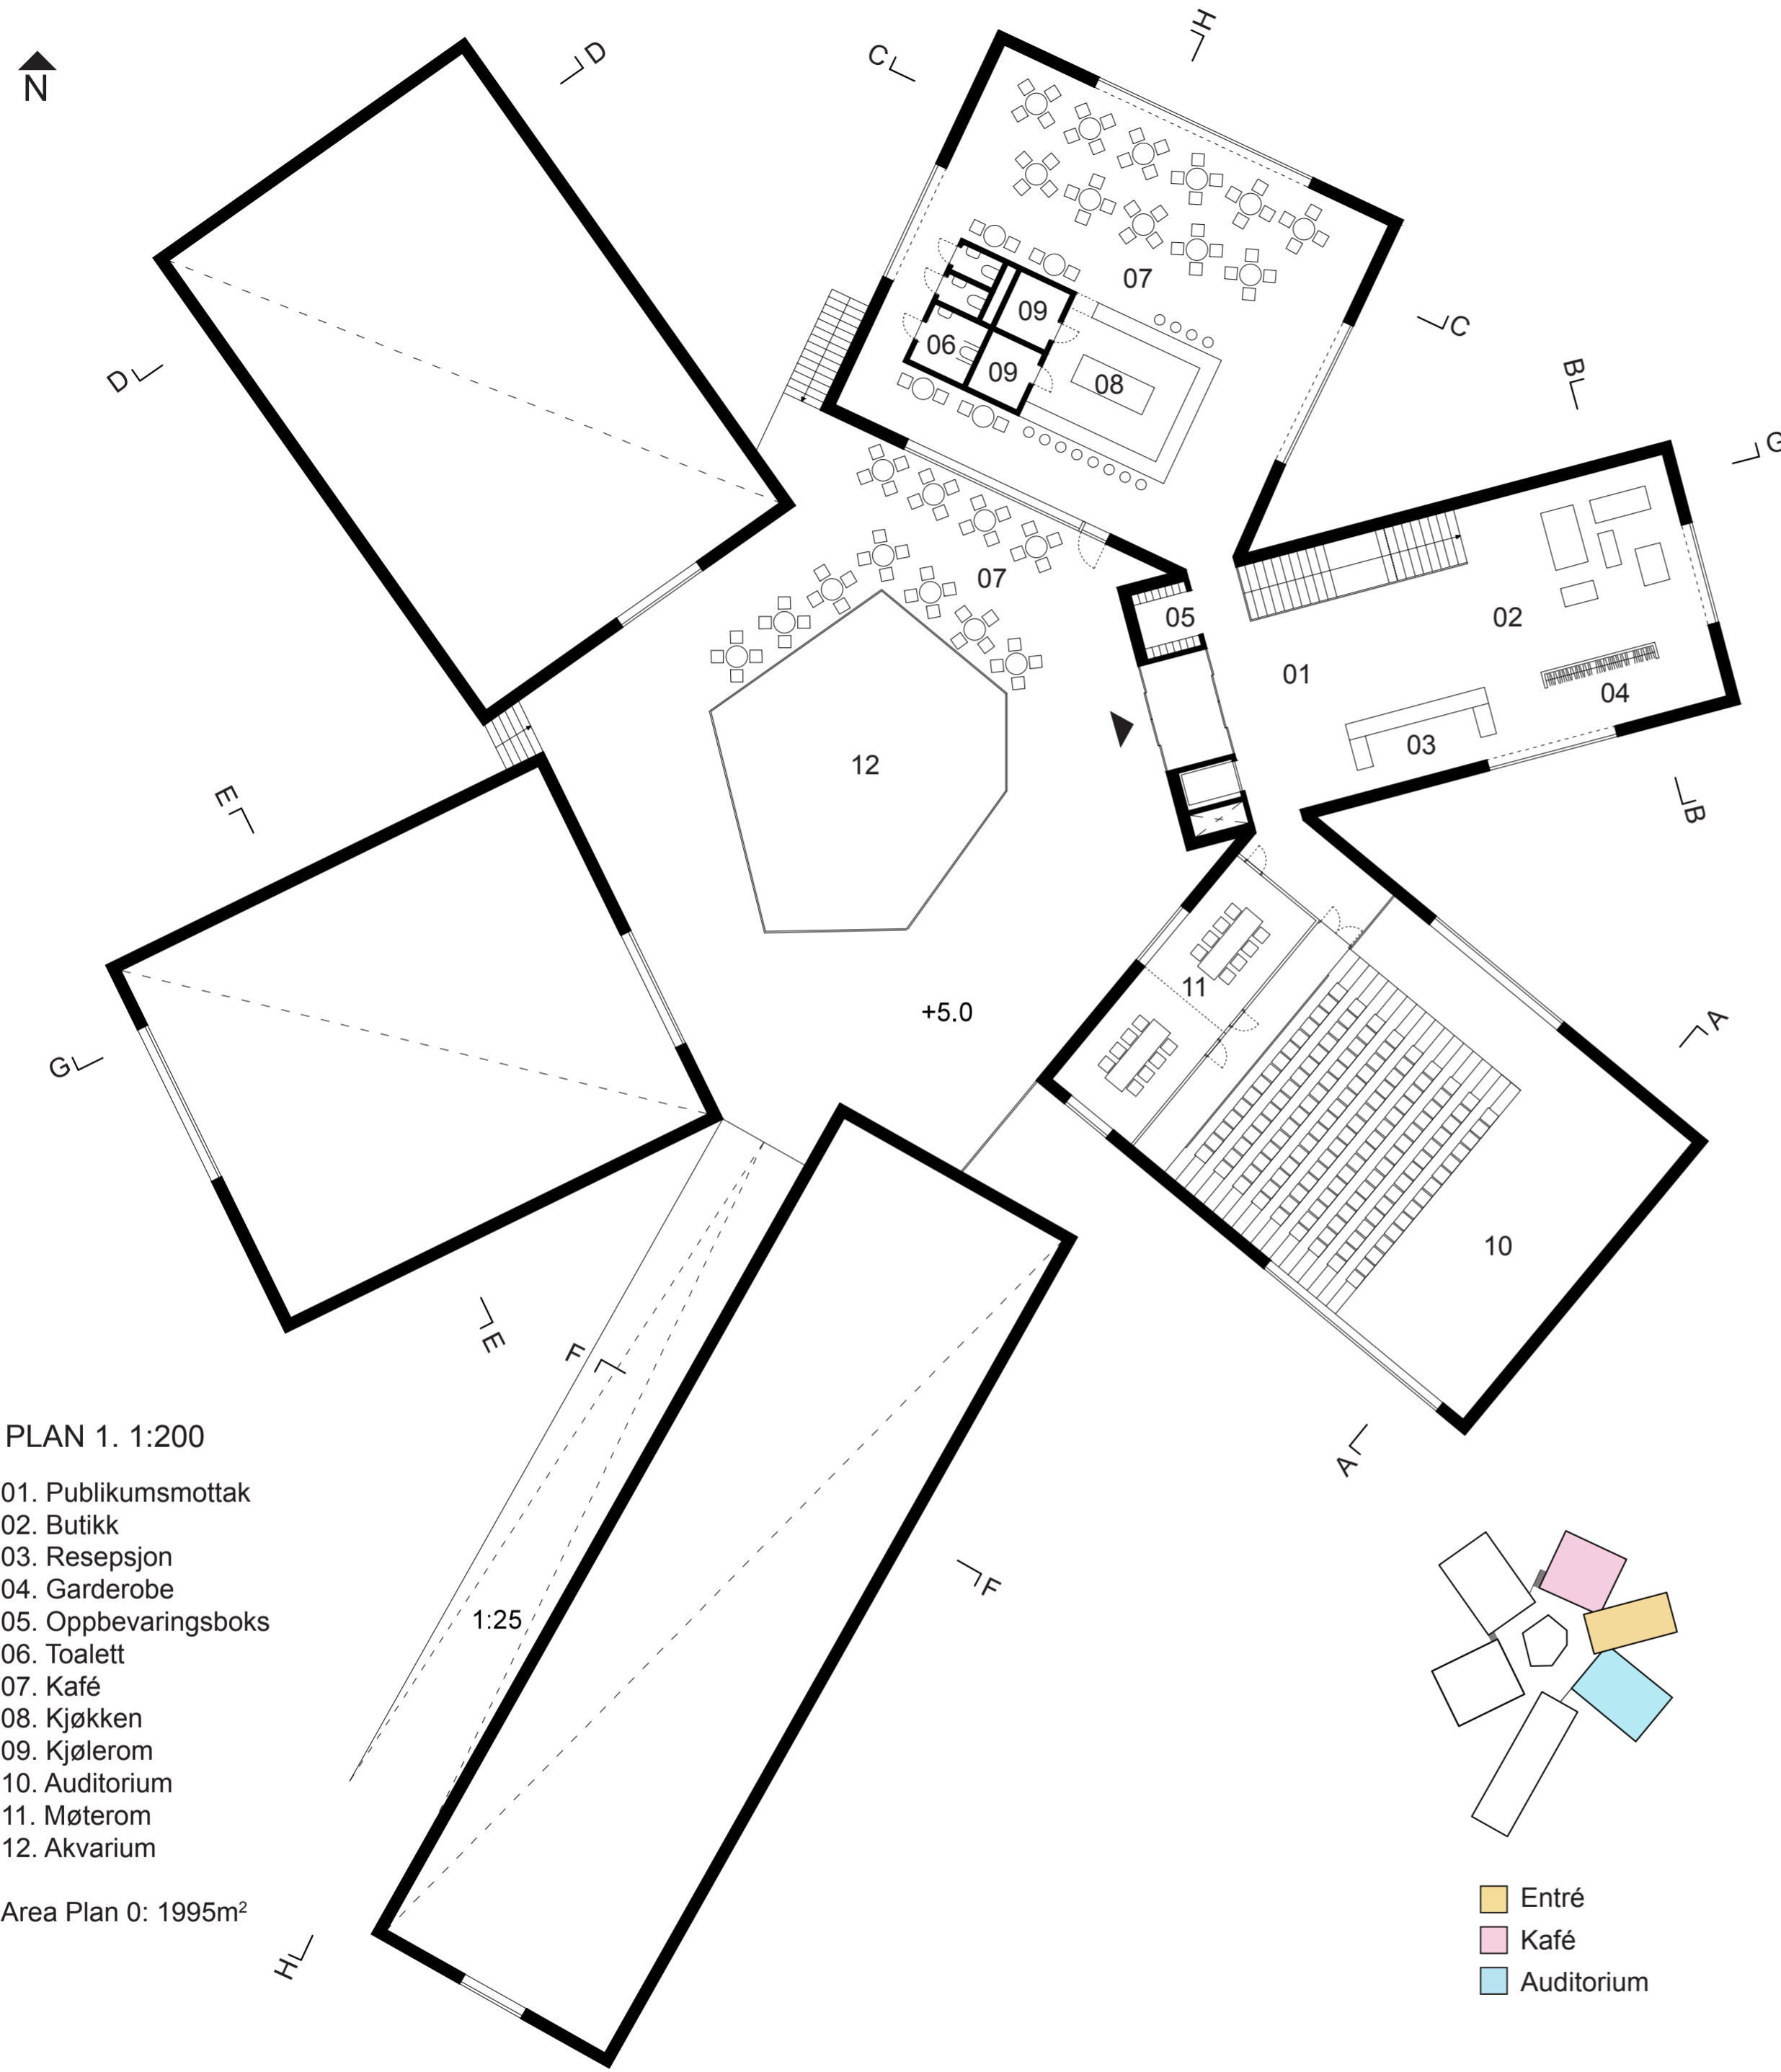 N
D
C
H
07
C
D
09
06
09
08
B
G
07
05
02
01
04
03
12
E
B
11
+5.0
G
A
10
E
F
A
PLAN 1. 1:200
01. Publikumsmottak
02. Butikk
03. Resepsjon
04. Garderobe
05. Oppbevaringsboks
06. Toalett
07. Kafé
08. Kjøkken
09. Kjølerom
10. Auditorium
11. Møterom
12. Akvarium
Area Plan 0: 1995m²
F
1:25
H
Entré
Kafé
Auditorium